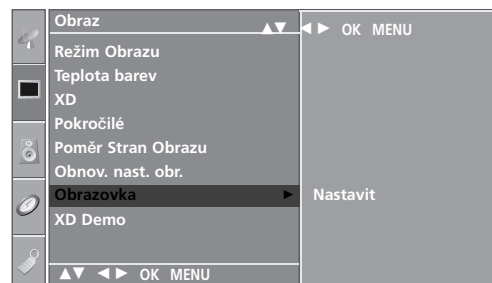 Obraz
▲▼ ◄► OK MENU
Režim Obrazu
Teplota barev
XD
Pokročilé
Poměr Stran Obrazu
Obnov. nast. obr.
Obrazovka ► Nastavit
XD Demo
▲▼ ◄► OK MENU